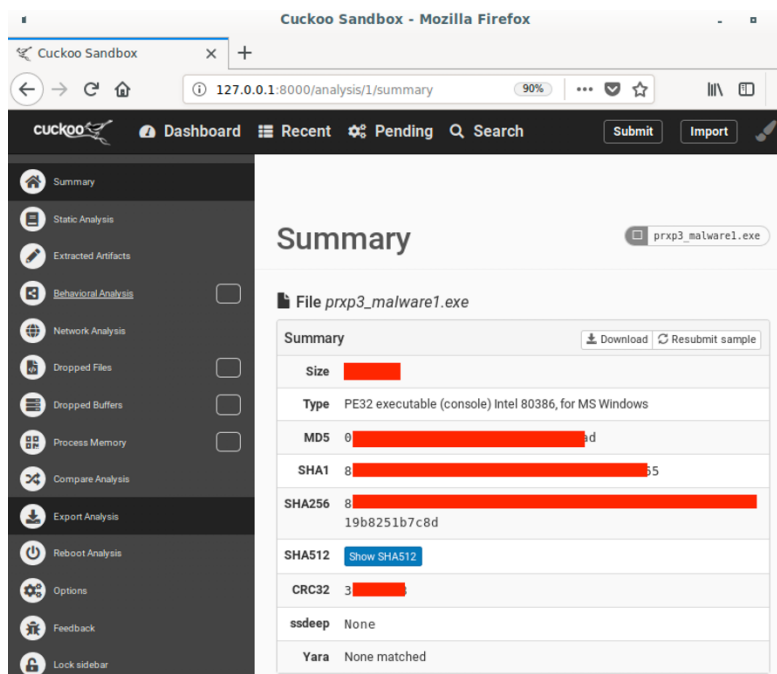 Cuckoo Sandbox - Mozilla Firefox
Cuckoo Sandbox
127.0.0.1:8000/analysis/1/summary 90%
cuckoo Dashboard Recent Pending Search Submit Import
Summary
Static Analysis
Extracted Artifacts
Behavioral Analysis
Network Analysis
Dropped Files
Dropped Buffers
Process Memory
Compare Analysis
Export Analysis
Reboot Analysis
Options
Feedback
Lock sidebar
Summary prxp3_malware1.exe
File prxp3_malware1.exe
Summary Download Resubmit sample
Size
Type PE32 executable (console) Intel 80386, for MS Windows
MD5 0 ad
SHA1 8 55
SHA256 8
19b8251b7c8d
SHA512 Show SHA512
CRC32 3
ssdeep None
Yara None matched